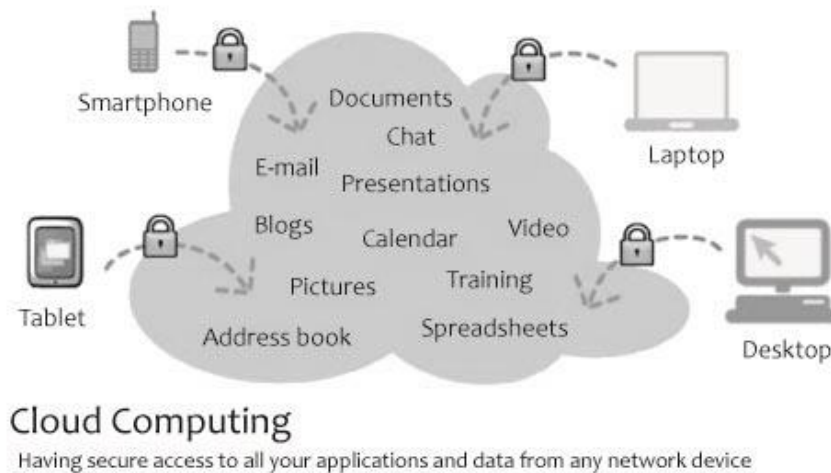 Smartphone
Documents
Chat
E-mail
Presentations
Laptop
Blogs
Calendar
Video
Tablet
Pictures
Training
Address book
Spreadsheets
Desktop
Cloud Computing
Having secure access to all your applications and data from any network device